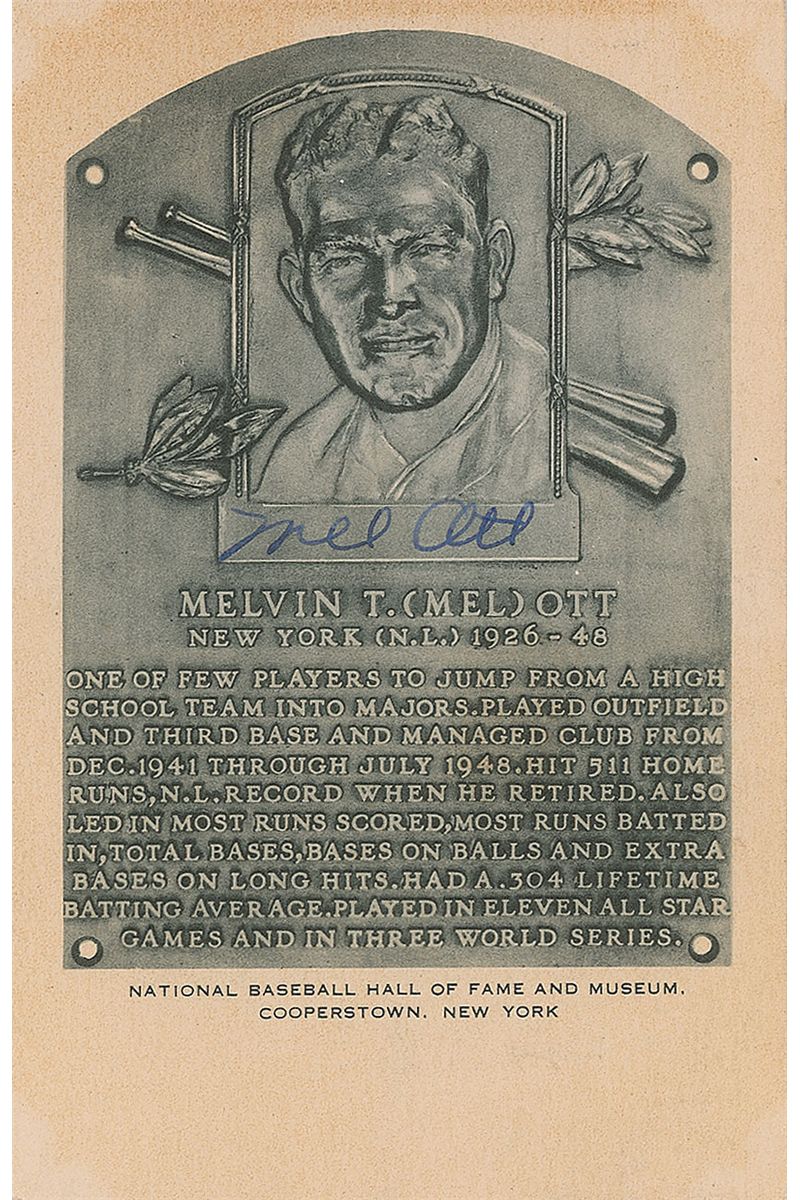 Mel Ott
MELVIN T. (MEL) OTT
NEW YORK (N.L.) 1926-48
ONE OF FEW PLAYERS TO JUMP FROM A HIGH
SCHOOL TEAM INTO MAJORS. PLAYED OUTFIELD
AND THIRD BASE AND MANAGED CLUB FROM
DEC. 1941 THROUGH JULY 1948. HIT 511 HOME
RUNS, N.L. RECORD WHEN HE RETIRED. ALSO
LED IN MOST RUNS SCORED, MOST RUNS BATTED
IN, TOTAL BASES, BASES ON BALLS AND EXTRA
BASES ON LONG HITS. HAD A .304 LIFETIME
BATTING AVERAGE. PLAYED IN ELEVEN ALL STAR
GAMES AND IN THREE WORLD SERIES.
NATIONAL BASEBALL HALL OF FAME AND MUSEUM,
COOPERSTOWN, NEW YORK